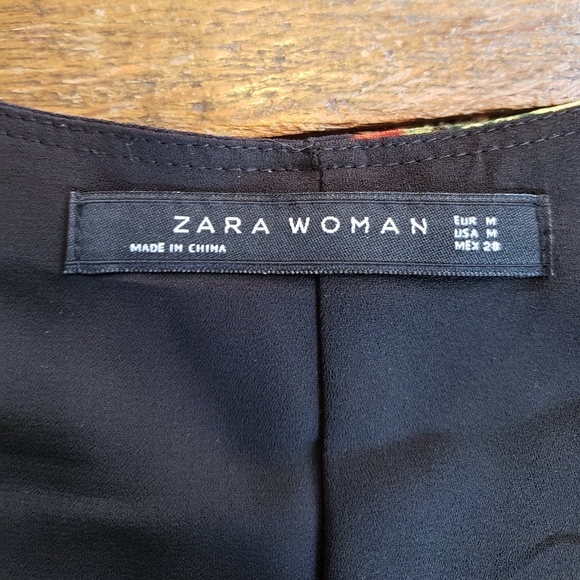 ZARA WOMAN
MADE IN CHINA
EUR M
USA M
MEX 28